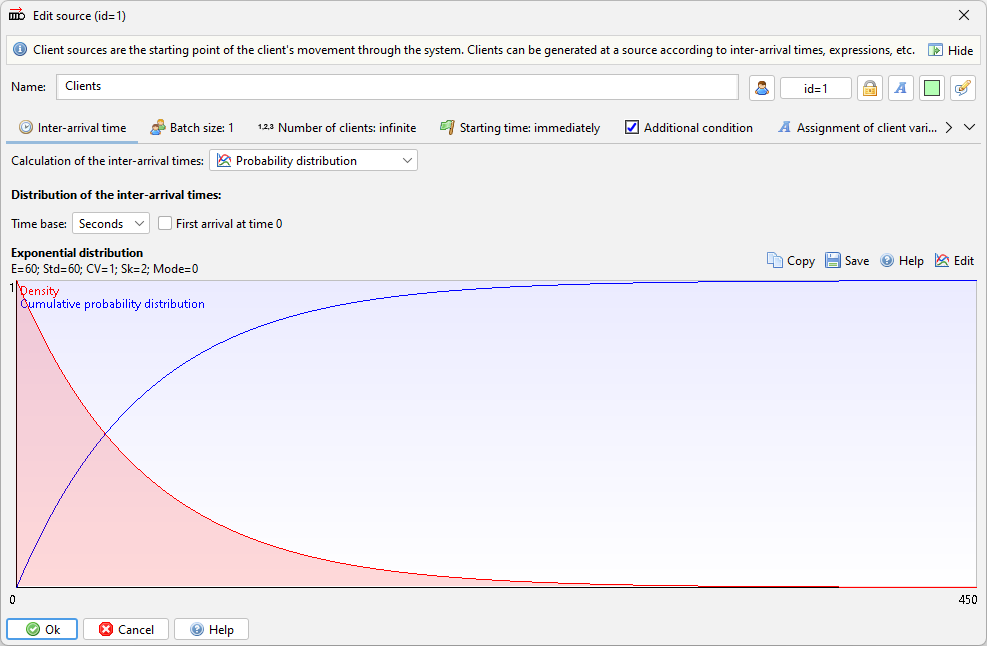 Edit source (id=1)
Client sources are the starting point of the client's movement through the system. Clients can be generated at a source according to inter-arrival times, expressions, etc. Hide
Name: Clients id=1 A
Inter-arrival time Batch size: 1 1,2,3 Number of clients: infinite Starting time: immediately Additional condition A Assignment of client vari...
Calculation of the inter-arrival times: Probability distribution
Distribution of the inter-arrival times:
Time base: Seconds First arrival at time 0
Exponential distribution
E=60; Std=60; CV=1; Sk=2; Mode=0
Copy Save Help Edit
1
Density
Cumulative probability distribution
0 450
Ok Cancel Help